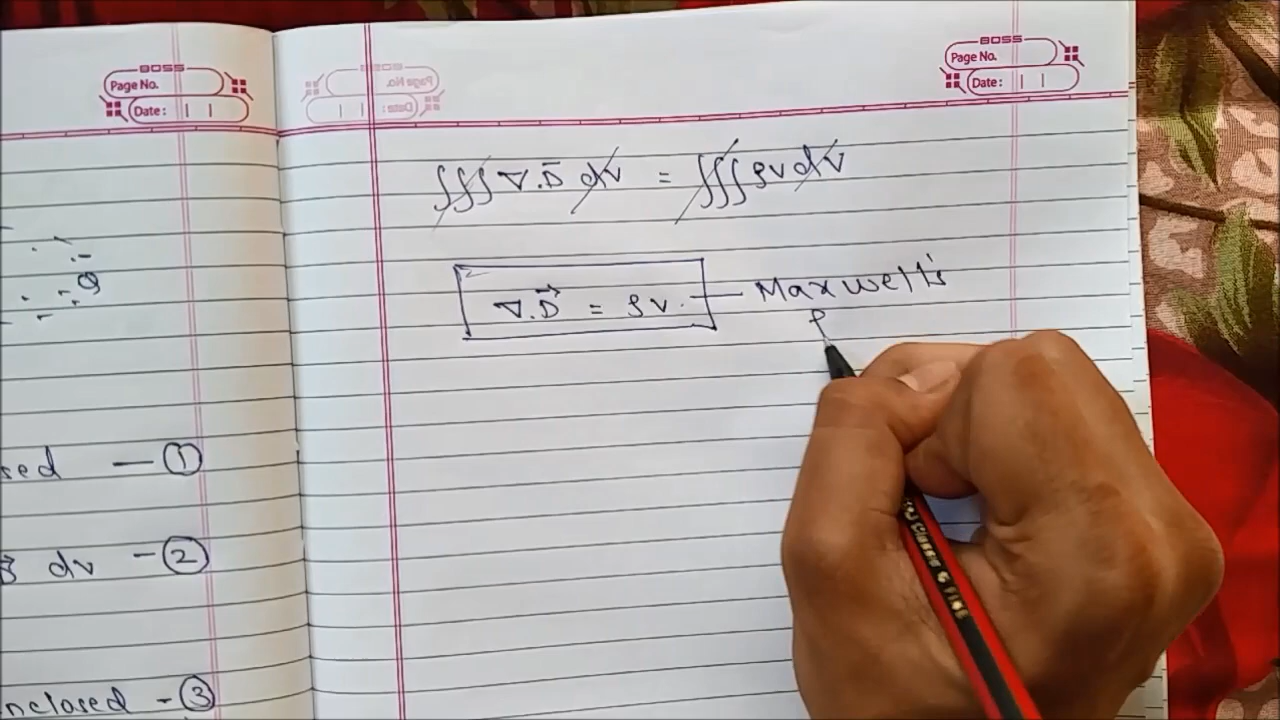 BOSS
Page No.
Date :
BOSS
Page No.
Date :
Q
sed — ①
dv - ②
nclosed - ③
∭ ∇.D̄ dv = ∭ ρv dv
∇.D⃗ = ρv. — Maxwell's